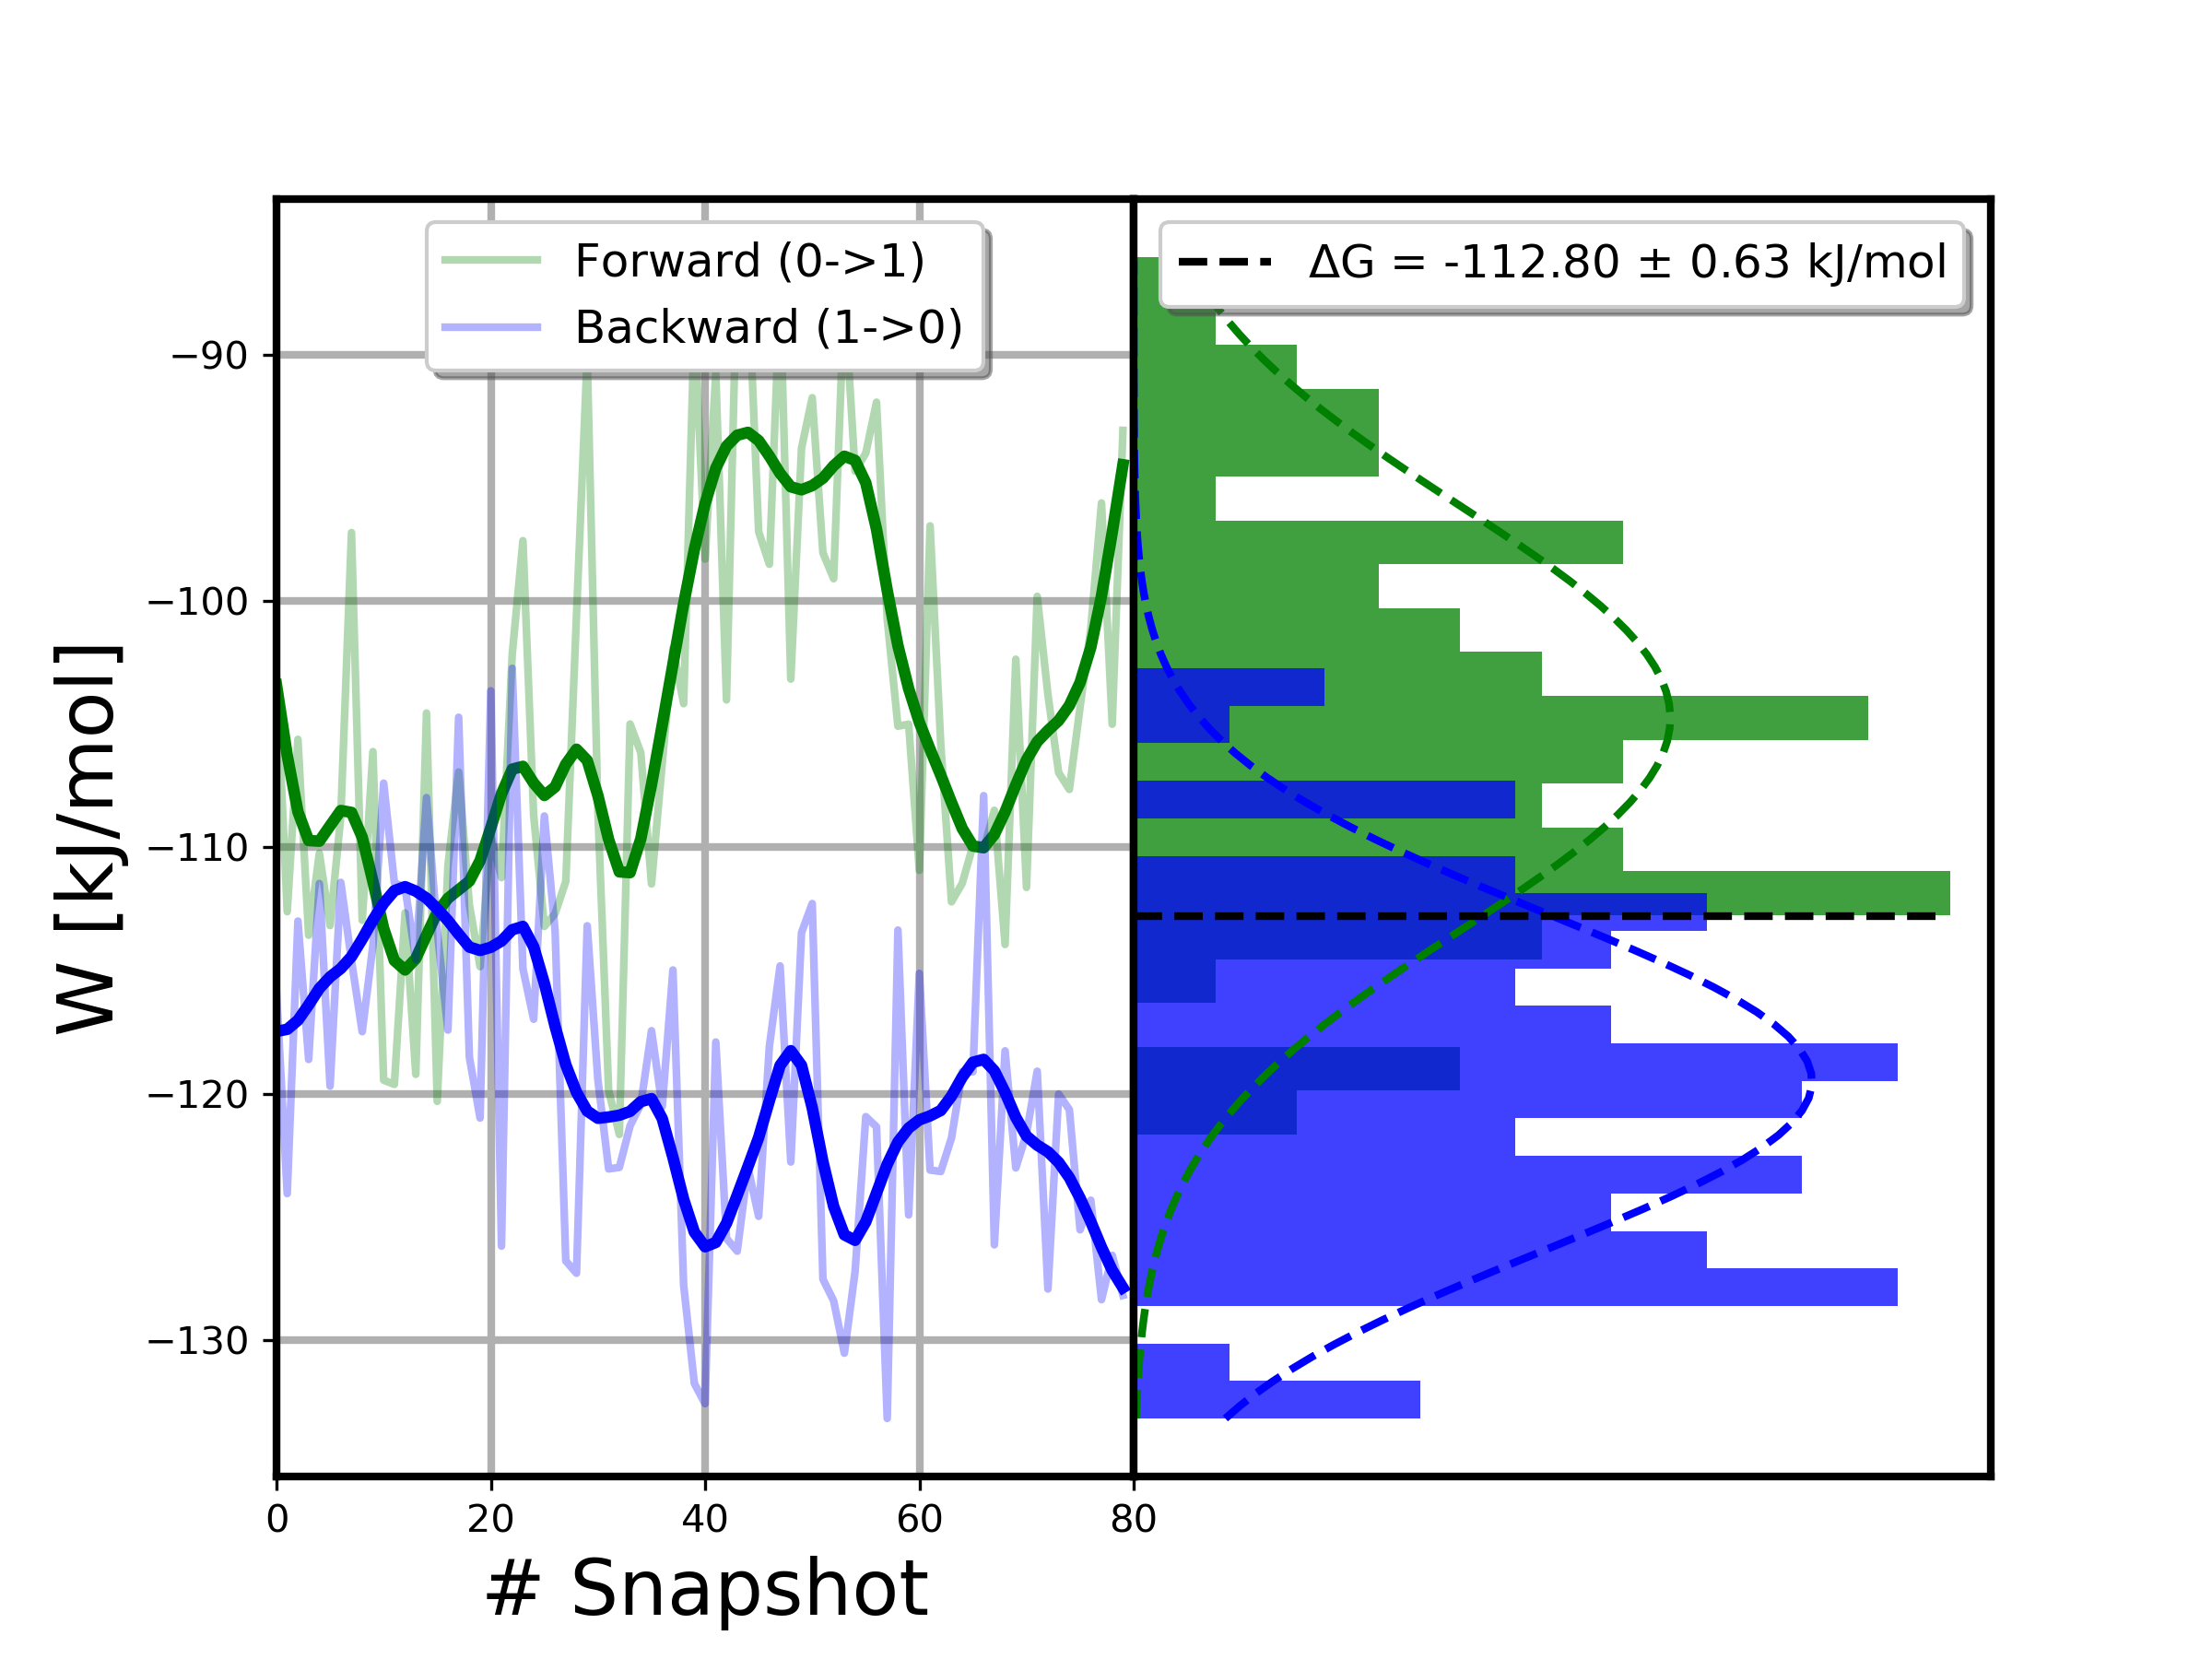 Forward (0->1)
Backward (1->0)
ΔG = -112.80 ± 0.63 kJ/mol
W [kJ/mol]
−90
−100
−110
−120
−130
0 20 40 60 80
# Snapshot